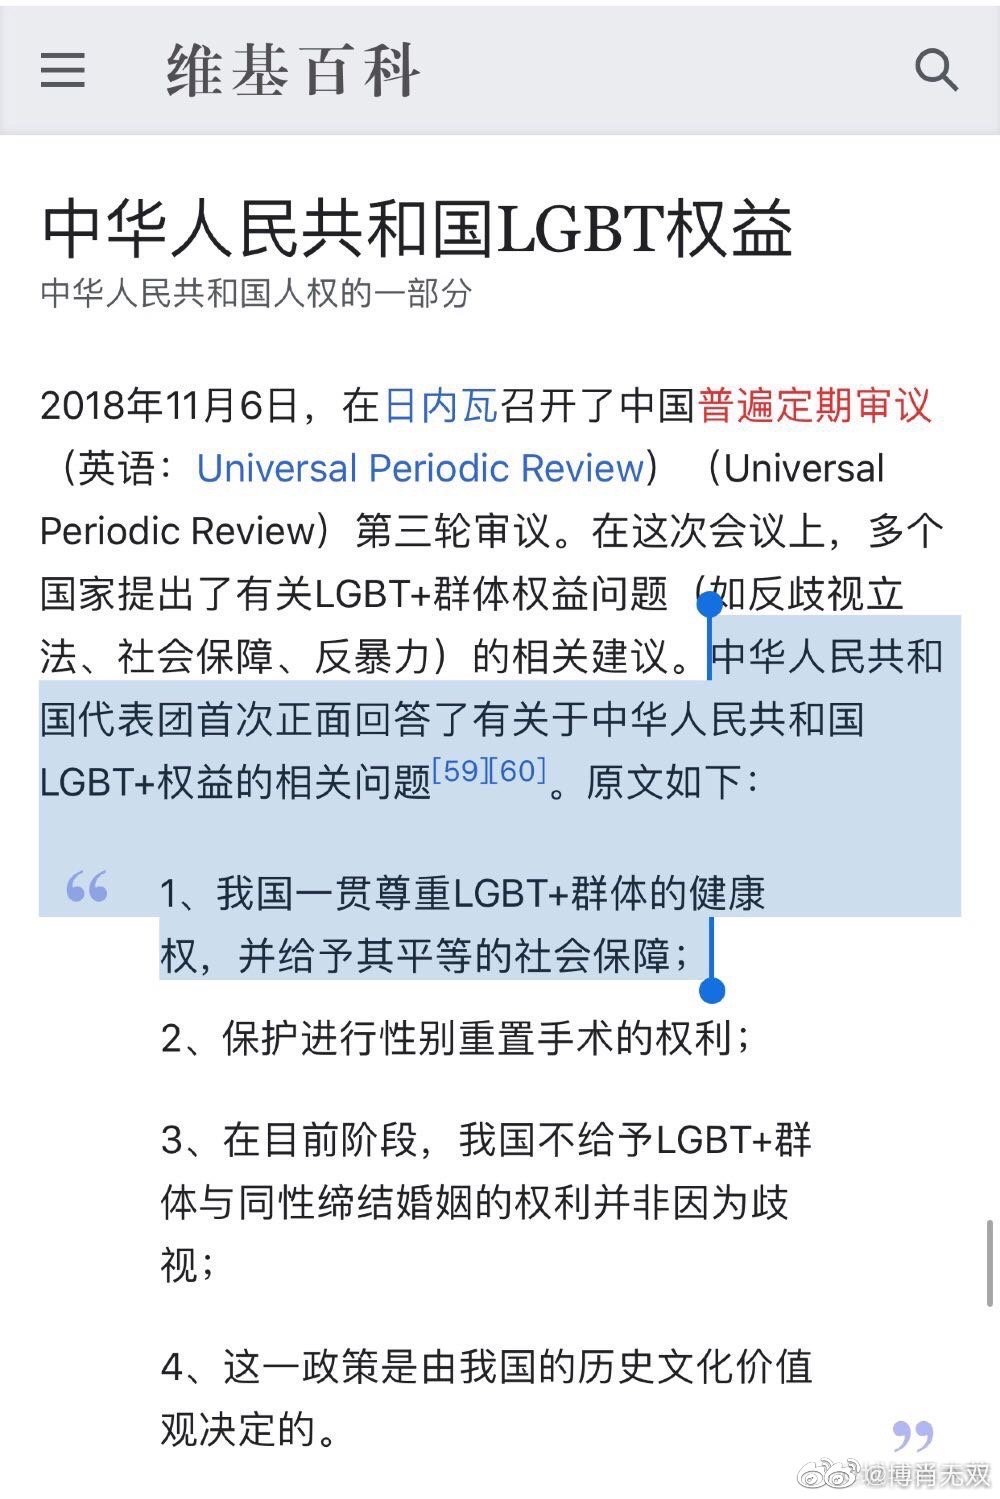 维基百科
中华人民共和国LGBT权益
中华人民共和国人权的一部分
2018年11月6日，在日内瓦召开了中国普遍定期审议
（英语：Universal Periodic Review）（Universal
Periodic Review）第三轮审议。在这次会议上，多个
国家提出了有关LGBT+群体权益问题（如反歧视立
法、社会保障、反暴力）的相关建议。中华人民共和
国代表团首次正面回答了有关于中华人民共和国
LGBT+权益的相关问题[59][60]。原文如下：
“ 1、我国一贯尊重LGBT+群体的健康
权，并给予其平等的社会保障；
2、保护进行性别重置手术的权利；
3、在目前阶段，我国不给予LGBT+群
体与同性缔结婚姻的权利并非因为歧
视；
4、这一政策是由我国的历史文化价值
观决定的。
”
@博肖无双